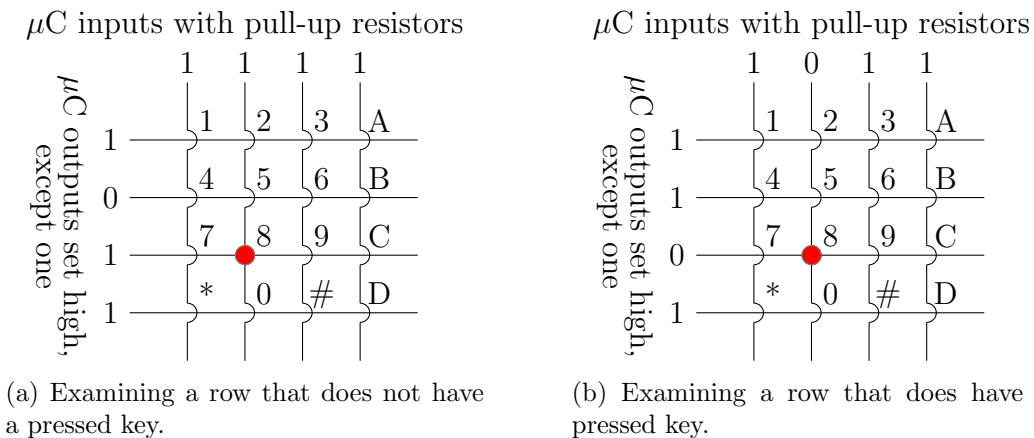 μC inputs with pull-up resistors
1 1 1 1
μC outputs set high,
except one
1 1 2 3 A
0 4 5 6 B
1 7 8 9 C
1 * 0 # D
(a) Examining a row that does not have
a pressed key.
μC inputs with pull-up resistors
1 0 1 1
μC outputs set high,
except one
1 1 2 3 A
1 4 5 6 B
0 7 8 9 C
1 * 0 # D
(b) Examining a row that does have
pressed key.